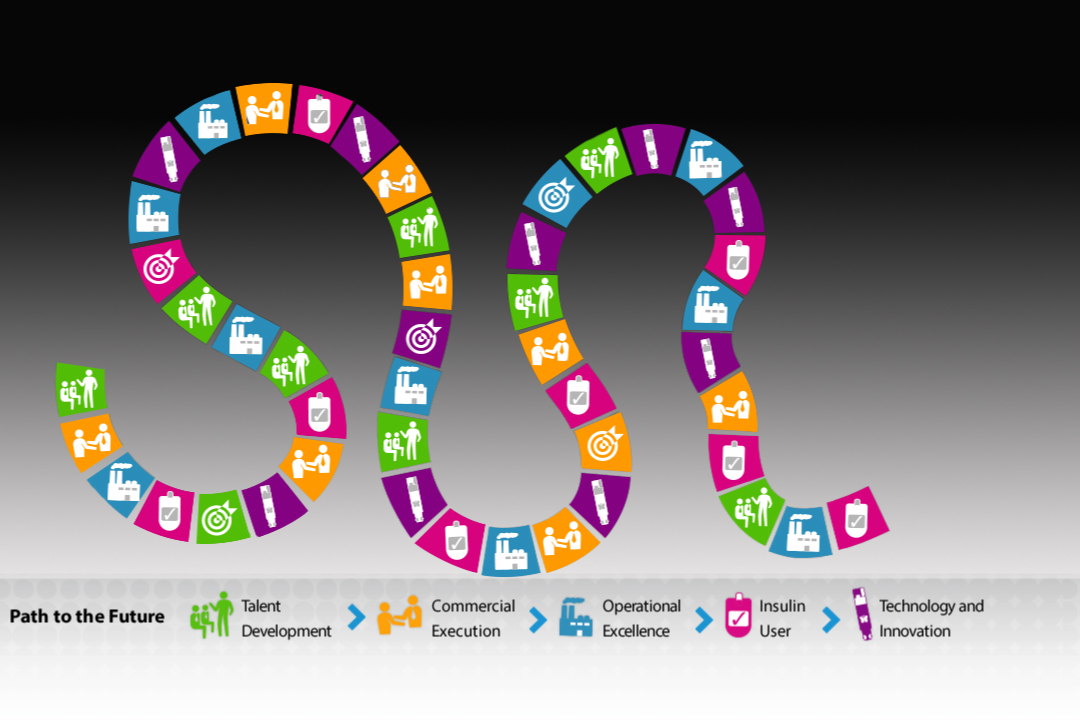 Path to the Future
Talent
Development
Commercial
Execution
Operational
Excellence
Insulin
User
Technology and
Innovation